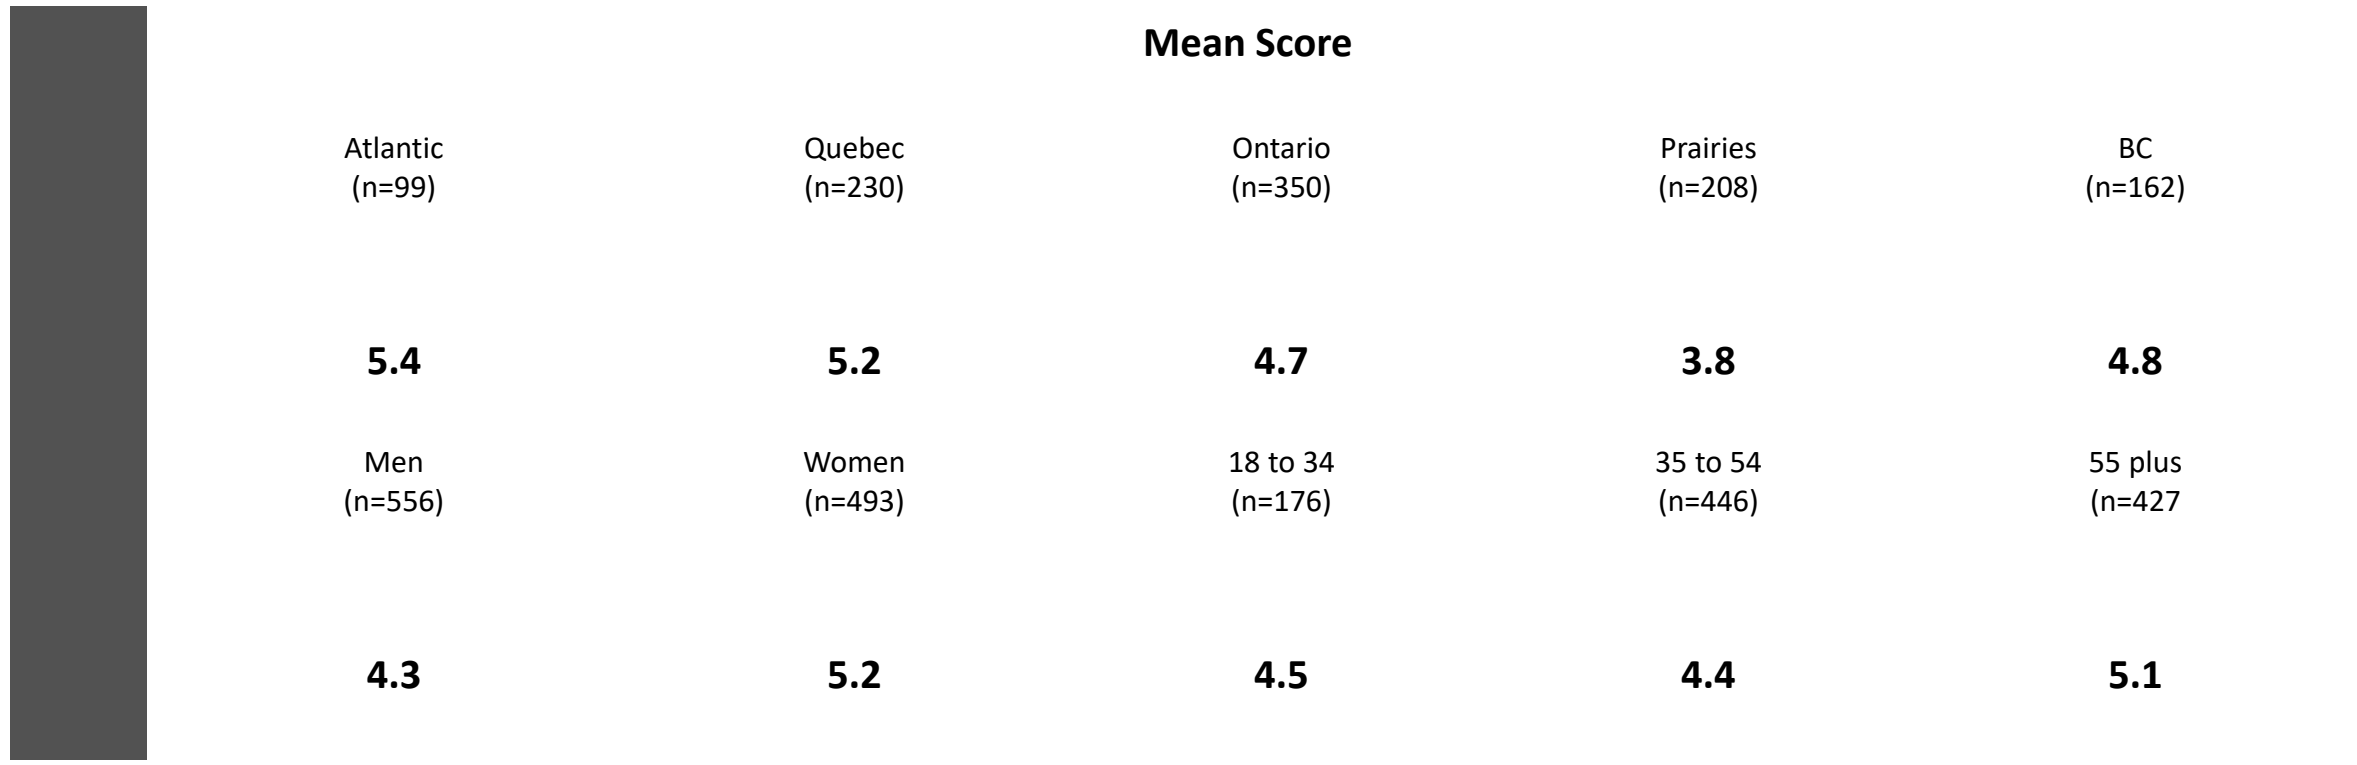 Mean Score
Atlantic Quebec Ontario Prairies BC
(n=99) (n=230) (n=350) (n=208) (n=162)
5.4 5.2 4.7 3.8 4.8
Men Women 18 to 34 35 to 54 55 plus
(n=556) (n=493) (n=176) (n=446) (n=427
4.3 5.2 4.5 4.4 5.1